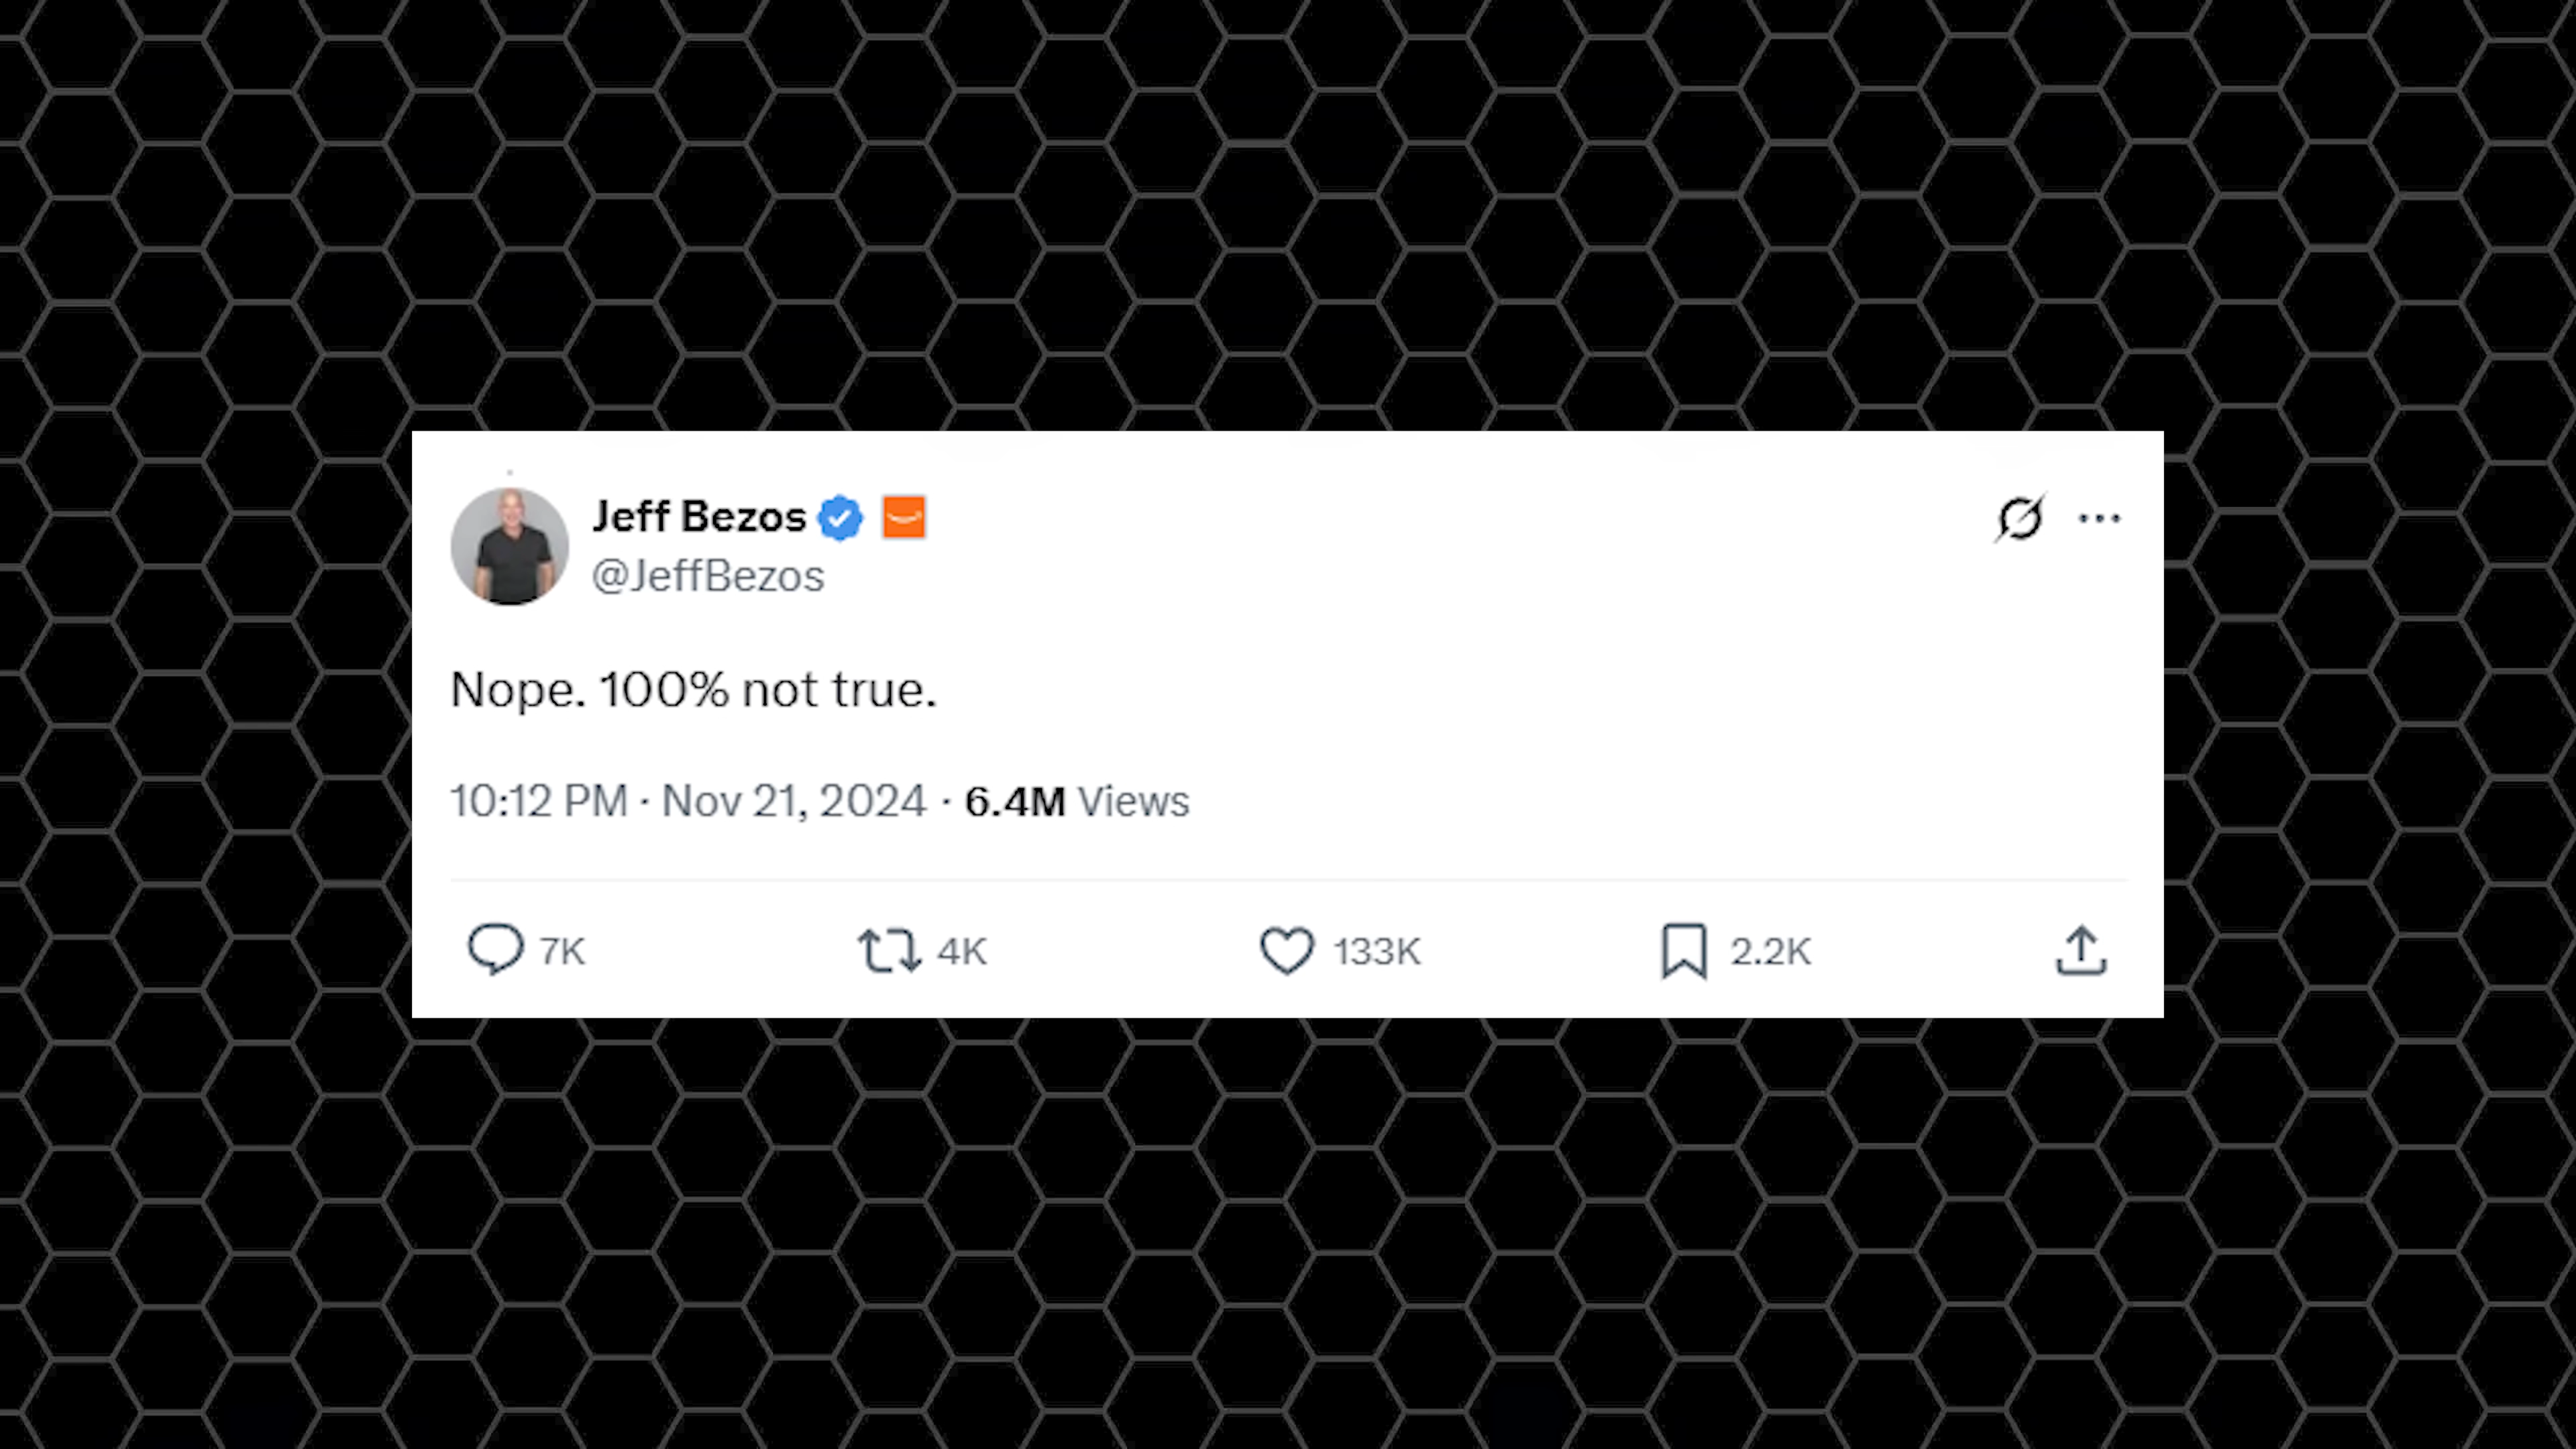 Jeff Bezos
@JeffBezos
Nope. 100% not true.
10:12 PM · Nov 21, 2024 · 6.4M Views
7K 4K 133K 2.2K